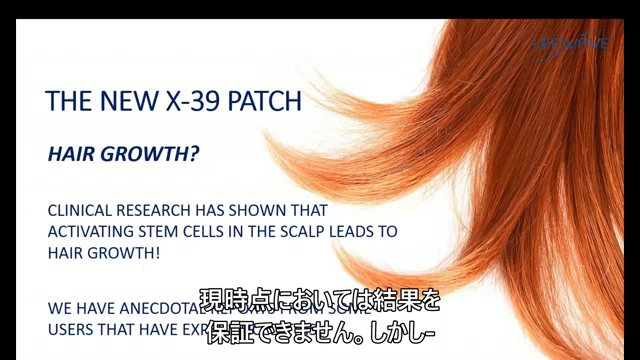 LIFEWAVE
THE NEW X-39 PATCH
HAIR GROWTH?
CLINICAL RESEARCH HAS SHOWN THAT
ACTIVATING STEM CELLS IN THE SCALP LEADS TO
HAIR GROWTH!
WE HAVE ANECDOTAL
USERS THAT HAVE
現時点においては結果を
保証できません。しかし-